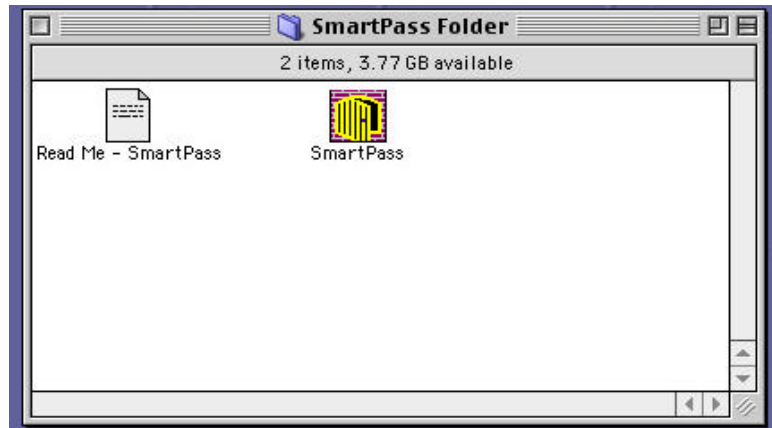 SmartPass Folder
2 items, 3.77 GB available
Read Me - SmartPass
SmartPass